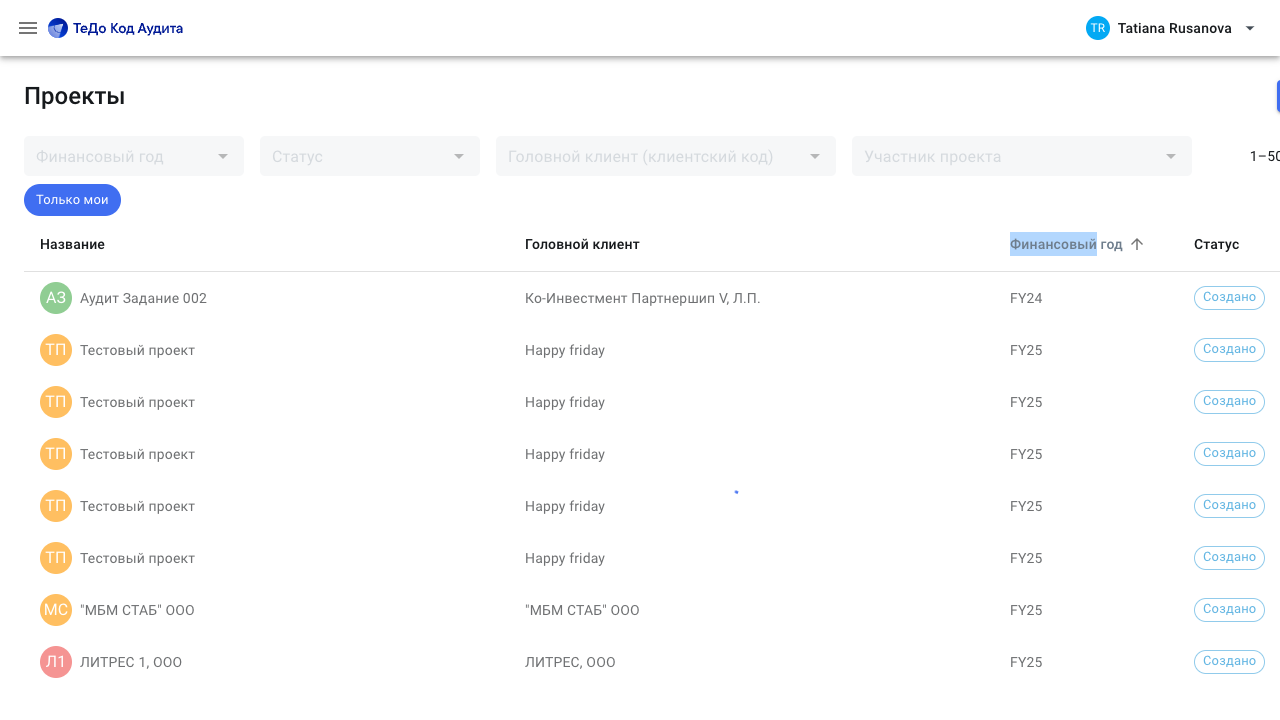 ТеДо Код Аудита
TR Tatiana Rusanova
Проекты
Финансовый год Статус Головной клиент (клиентский код) Участник проекта 1–50
Только мои
Название Головной клиент Финансовый год Статус
АЗ Аудит Задание 002 Ко-Инвестмент Партнершип V, Л.П. FY24 Создано
ТП Тестовый проект Happy friday FY25 Создано
ТП Тестовый проект Happy friday FY25 Создано
ТП Тестовый проект Happy friday FY25 Создано
ТП Тестовый проект Happy friday FY25 Создано
ТП Тестовый проект Happy friday FY25 Создано
МС "МБМ СТАБ" ООО "МБМ СТАБ" ООО FY25 Создано
Л1 ЛИТРЕС 1, ООО ЛИТРЕС, ООО FY25 Создано